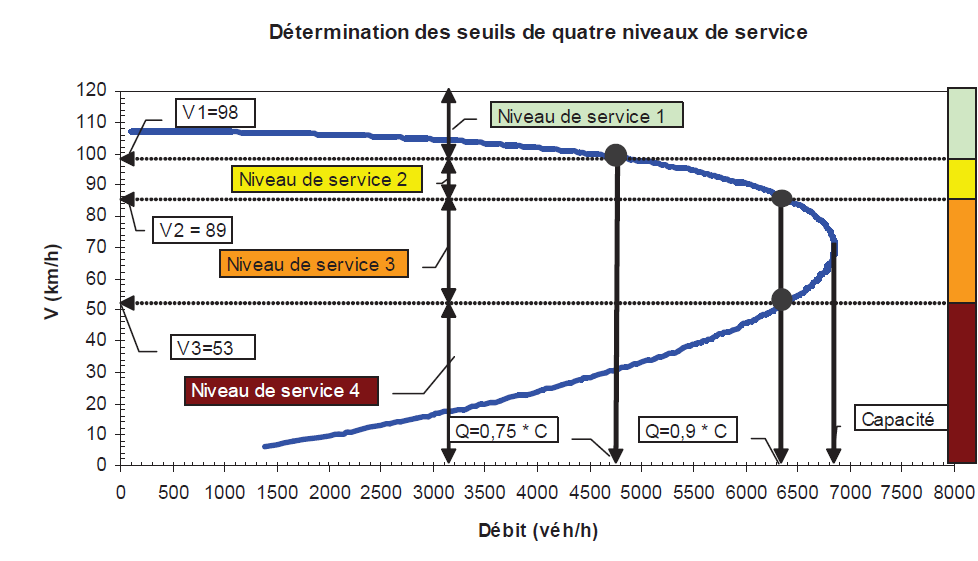 Détermination des seuils de quatre niveaux de service
120
110
100
90
80
70
60
50
40
30
20
10
0
V (km/h)
V1=98
Niveau de service 1
Niveau de service 2
V2 = 89
Niveau de service 3
V3=53
Niveau de service 4
Q=0,75 * C
Q=0,9 * C
Capacité
0 500 1000 1500 2000 2500 3000 3500 4000 4500 5000 5500 6000 6500 7000 7500 8000
Débit (véh/h)